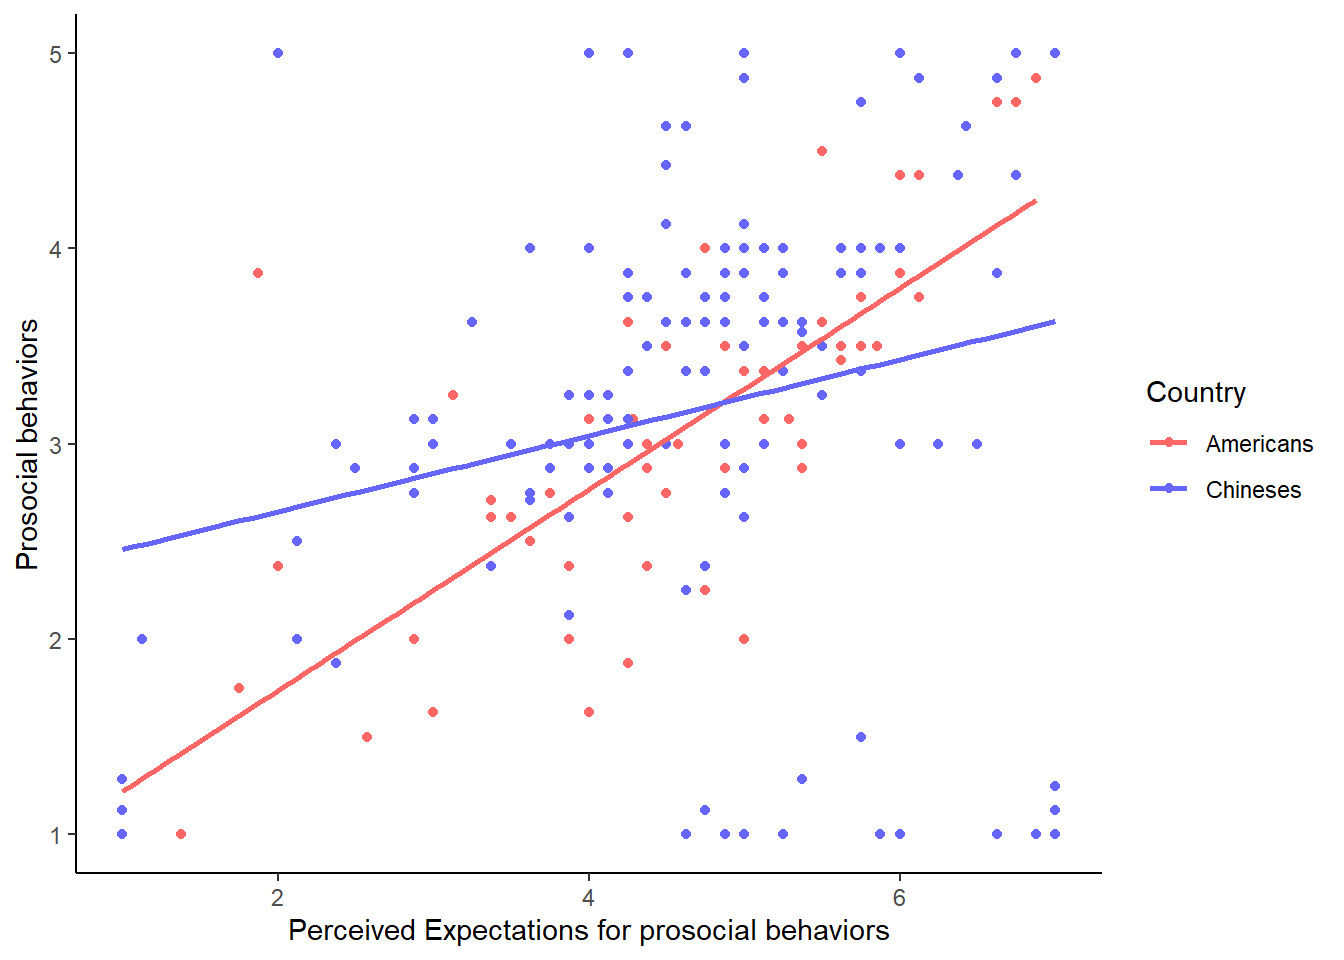 5
4
3
2
1
2
4
6
Prosocial behaviors
Perceived Expectations for prosocial behaviors
Country
Americans
Chineses